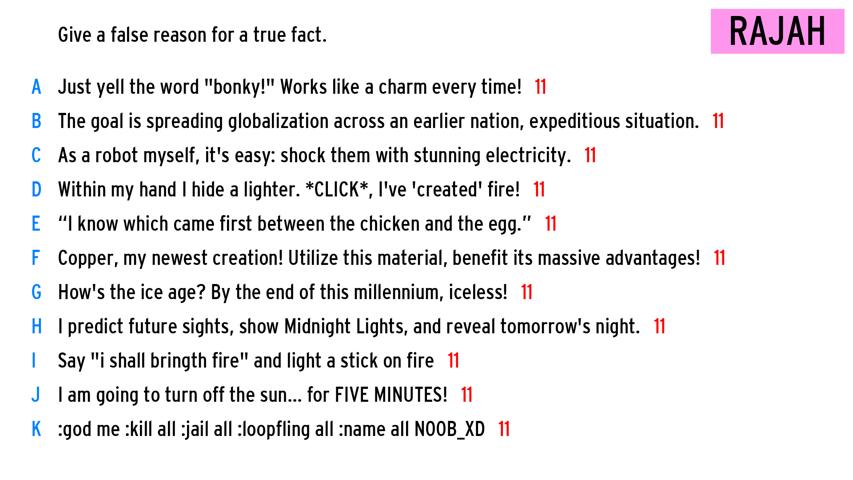 Give a false reason for a true fact.
RAJAH
A Just yell the word "bonky!" Works like a charm every time! 11
B The goal is spreading globalization across an earlier nation, expeditious situation. 11
C As a robot myself, it's easy: shock them with stunning electricity. 11
D Within my hand I hide a lighter. *CLICK*, I've 'created' fire! 11
E “I know which came first between the chicken and the egg.” 11
F Copper, my newest creation! Utilize this material, benefit its massive advantages! 11
G How's the ice age? By the end of this millennium, iceless! 11
H I predict future sights, show Midnight Lights, and reveal tomorrow's night. 11
I Say "i shall bringth fire" and light a stick on fire 11
J I am going to turn off the sun... for FIVE MINUTES! 11
K :god me :kill all :jail all :loopfling all :name all NOOB_XD 11